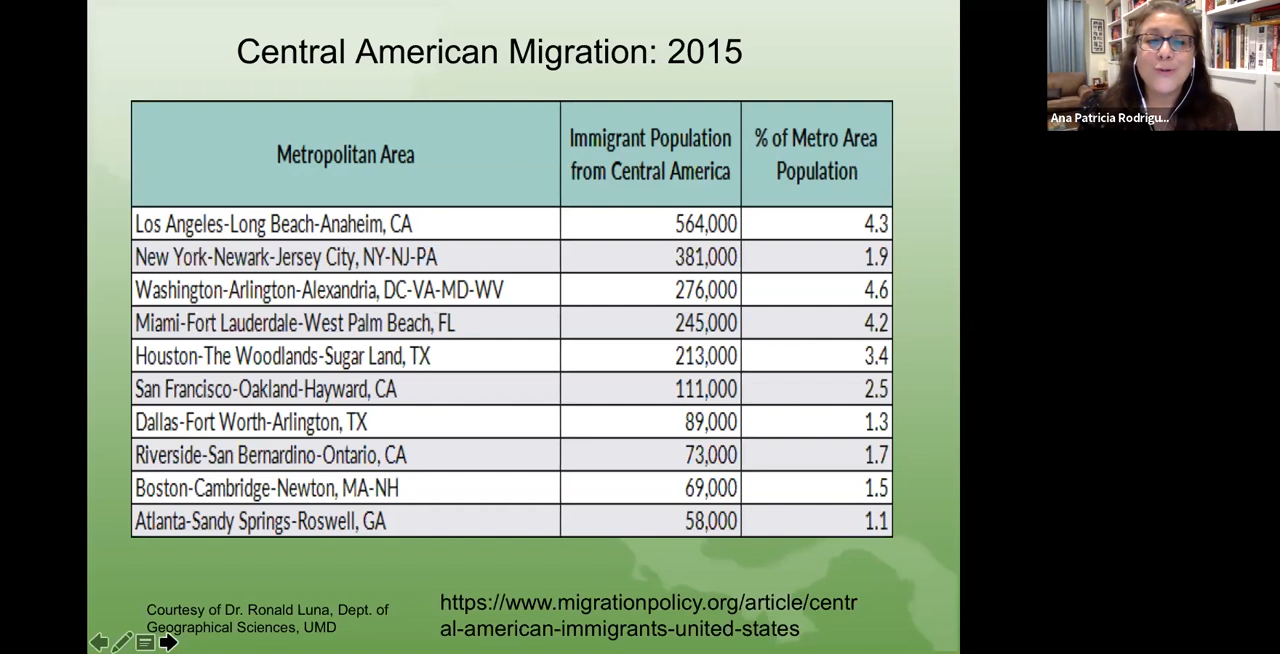 Central American Migration: 2015
Metropolitan Area
Immigrant Population
from Central America
% of Metro Area
Population
Los Angeles-Long Beach-Anaheim, CA 564,000 4.3
New York-Newark-Jersey City, NY-NJ-PA 381,000 1.9
Washington-Arlington-Alexandria, DC-VA-MD-WV 276,000 4.6
Miami-Fort Lauderdale-West Palm Beach, FL 245,000 4.2
Houston-The Woodlands-Sugar Land, TX 213,000 3.4
San Francisco-Oakland-Hayward, CA 111,000 2.5
Dallas-Fort Worth-Arlington, TX 89,000 1.3
Riverside-San Bernardino-Ontario, CA 73,000 1.7
Boston-Cambridge-Newton, MA-NH 69,000 1.5
Atlanta-Sandy Springs-Roswell, GA 58,000 1.1
Courtesy of Dr. Ronald Luna, Dept. of
Geographical Sciences, UMD
https://www.migrationpolicy.org/article/centr
al-american-immigrants-united-states
Ana Patricia Rodrigu...